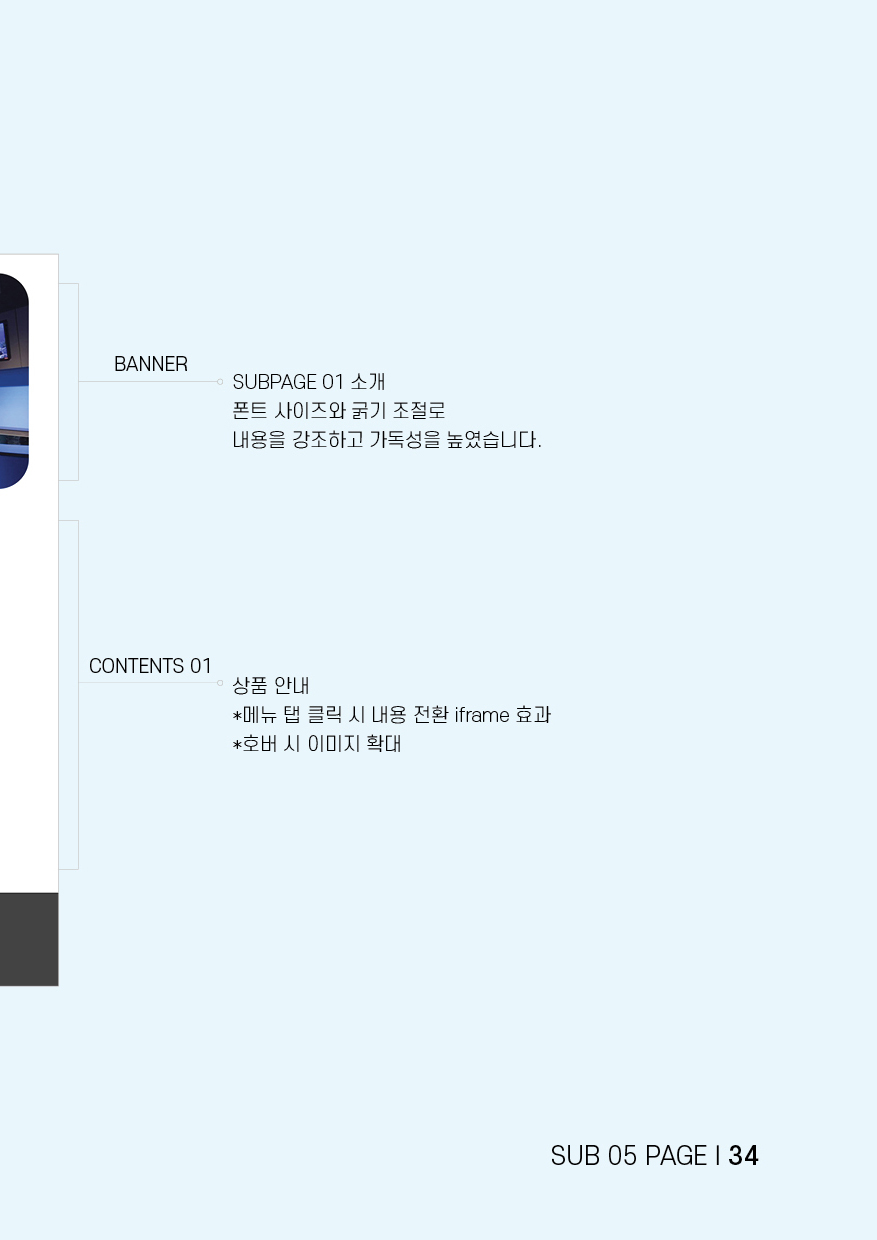 BANNER
SUBPAGE 01 소개
폰트 사이즈와 굵기 조절로
내용을 강조하고 가독성을 높였습니다.
CONTENTS 01
상품 안내
*메뉴 탭 클릭 시 내용 전환 iframe 효과
*호버 시 이미지 확대
SUB 05 PAGE | 34